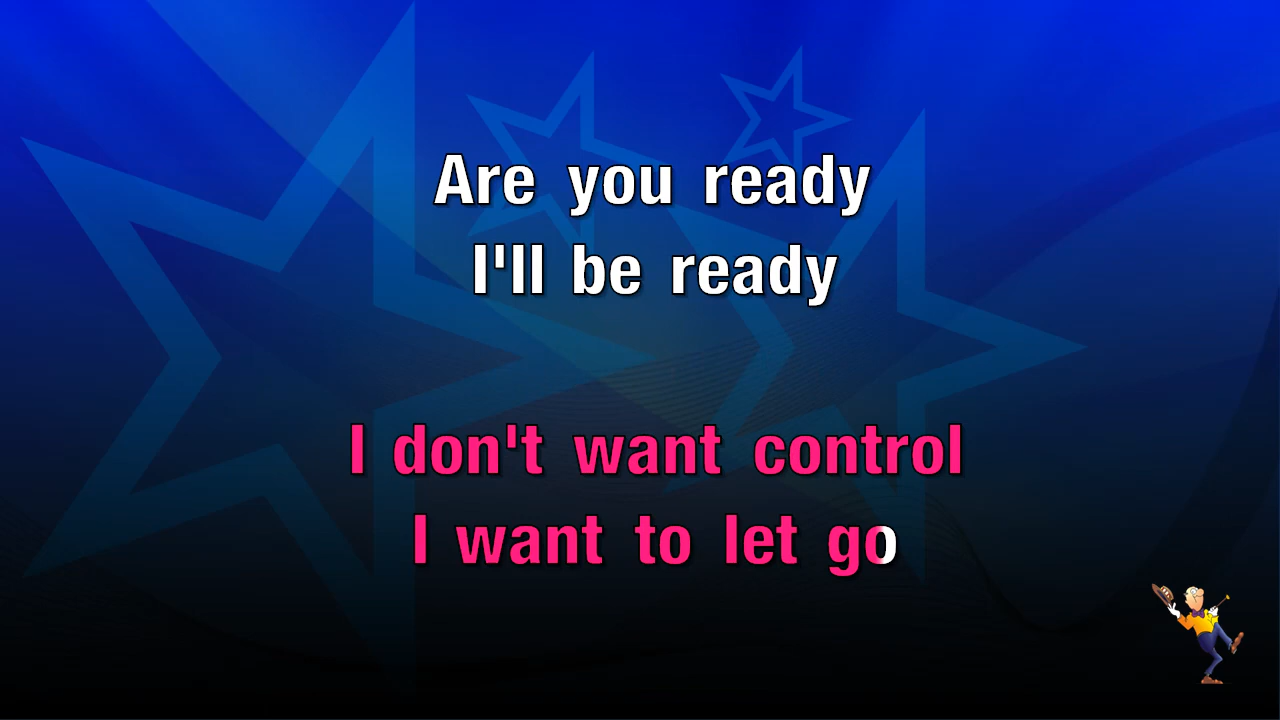 Are you ready
I'll be ready
I don't want control
I want to let go